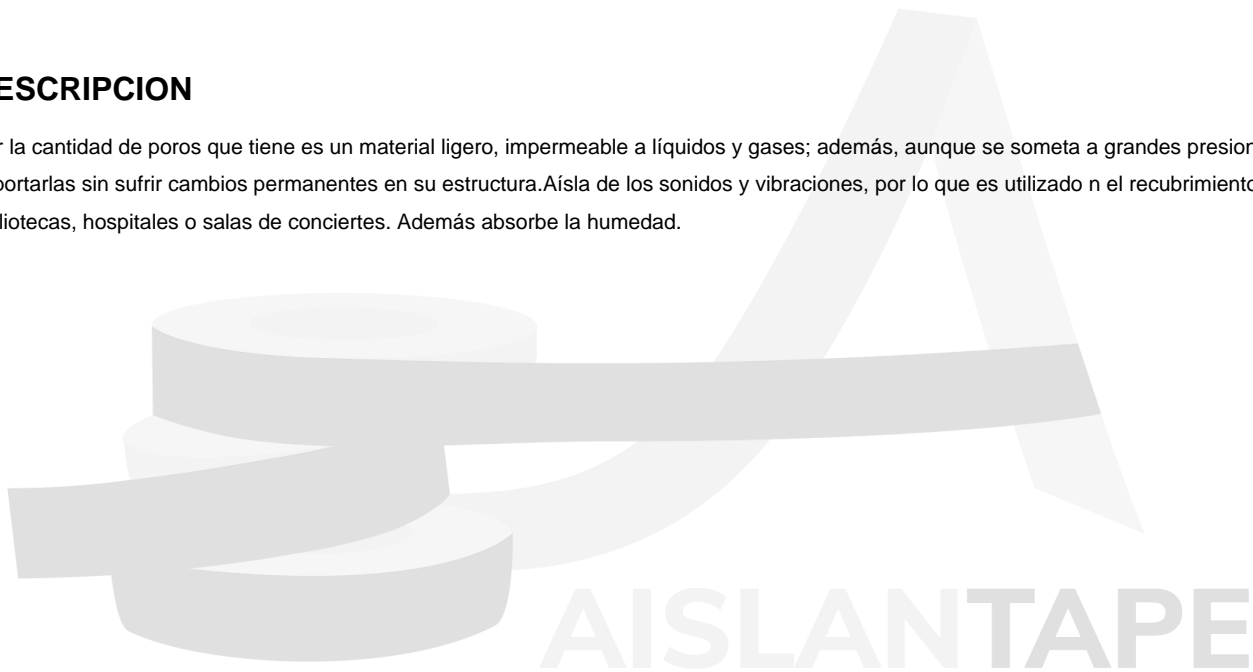 ESCRIPCION
r la cantidad de poros que tiene es un material ligero, impermeable a líquidos y gases; además, aunque se someta a grandes presion
portarlas sin sufrir cambios permanentes en su estructura.Aísla de los sonidos y vibraciones, por lo que es utilizado n el recubrimiento
liotecas, hospitales o salas de conciertes. Además absorbe la humedad.
AISLANTAPE